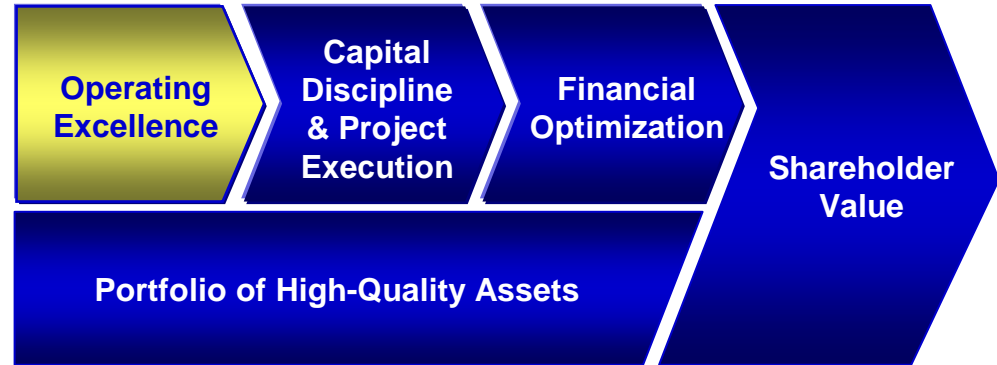 Operating
Excellence
Capital
Discipline
& Project
Execution
Financial
Optimization
Shareholder
Value
Portfolio of High-Quality Assets